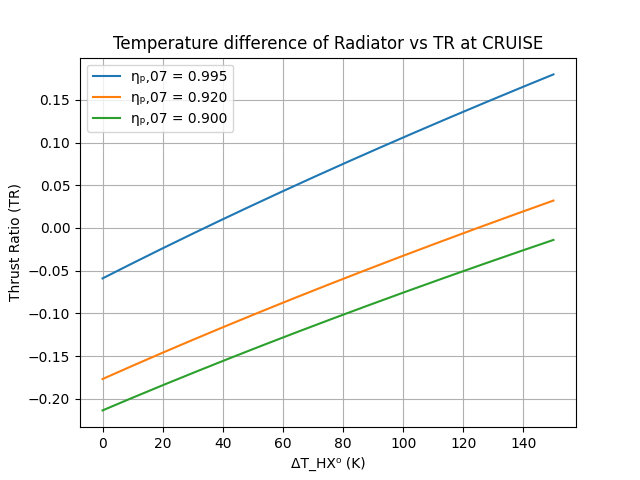 Temperature difference of Radiator vs TR at CRUISE
ηₚ,07 = 0.995
ηₚ,07 = 0.920
ηₚ,07 = 0.900
0.15
0.10
0.05
0.00
−0.05
−0.10
−0.15
−0.20
Thrust Ratio (TR)
0 20 40 60 80 100 120 140
ΔT_HX⁰ (K)